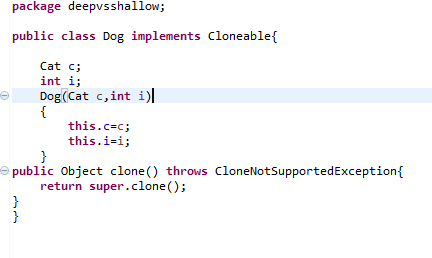 package deepvsshallow;
public class Dog implements Cloneable{
Cat c;
int i;
Dog(Cat c,int i)
{
this.c=c;
this.i=i;
}
public Object clone() throws CloneNotSupportedException{
return super.clone();
}
}